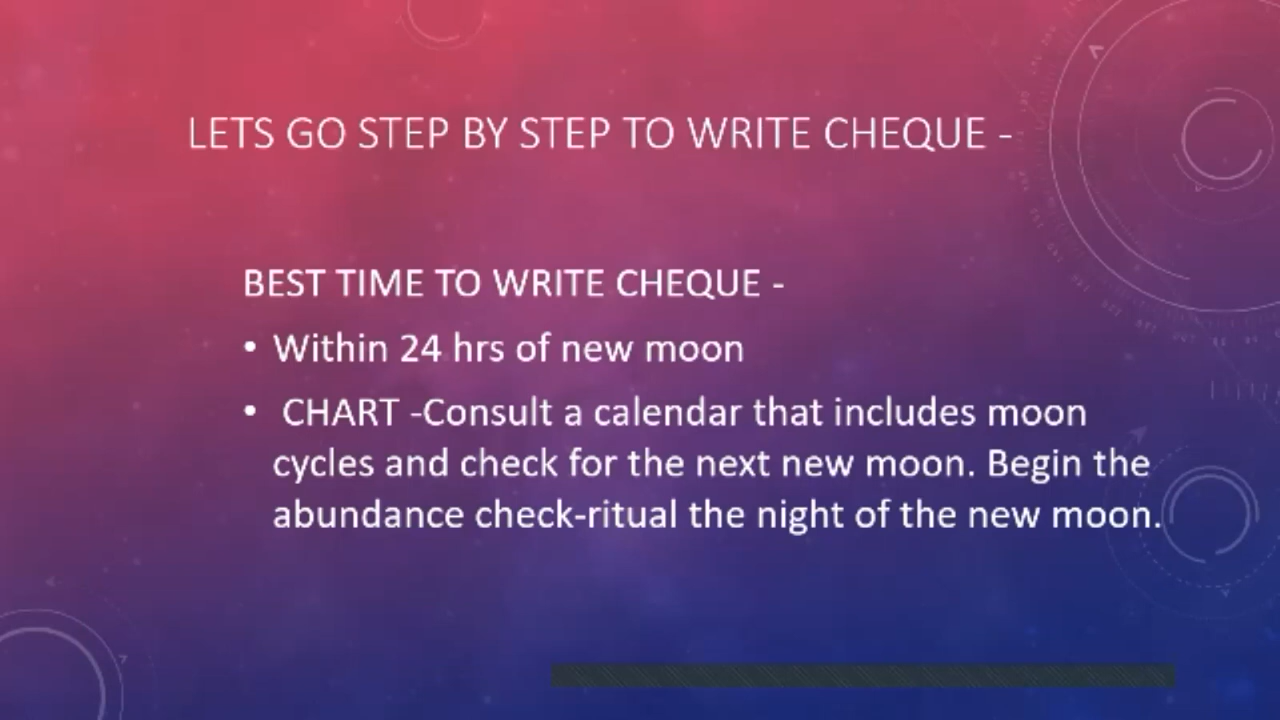 LETS GO STEP BY STEP TO WRITE CHEQUE -
BEST TIME TO WRITE CHEQUE -
• Within 24 hrs of new moon
• CHART -Consult a calendar that includes moon
cycles and check for the next new moon. Begin the
abundance check-ritual the night of the new moon.